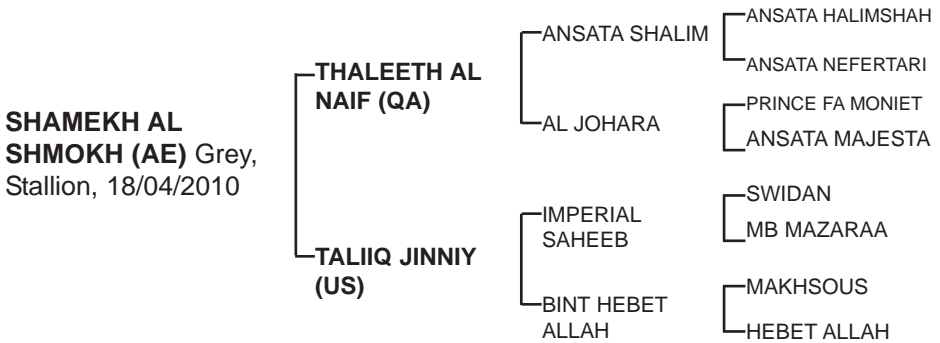 SHAMEKH AL
SHMOKH (AE) Grey,
Stallion, 18/04/2010
THALEETH AL
NAIF (QA)
TALIIQ JINNIY
(US)
ANSATA SHALIM
AL JOHARA
IMPERIAL
SAHEEB
BINT HEBET
ALLAH
ANSATA HALIMSHAH
ANSATA NEFERTARI
PRINCE FA MONIET
ANSATA MAJESTA
SWIDAN
MB MAZARAA
MAKHSOUS
HEBET ALLAH